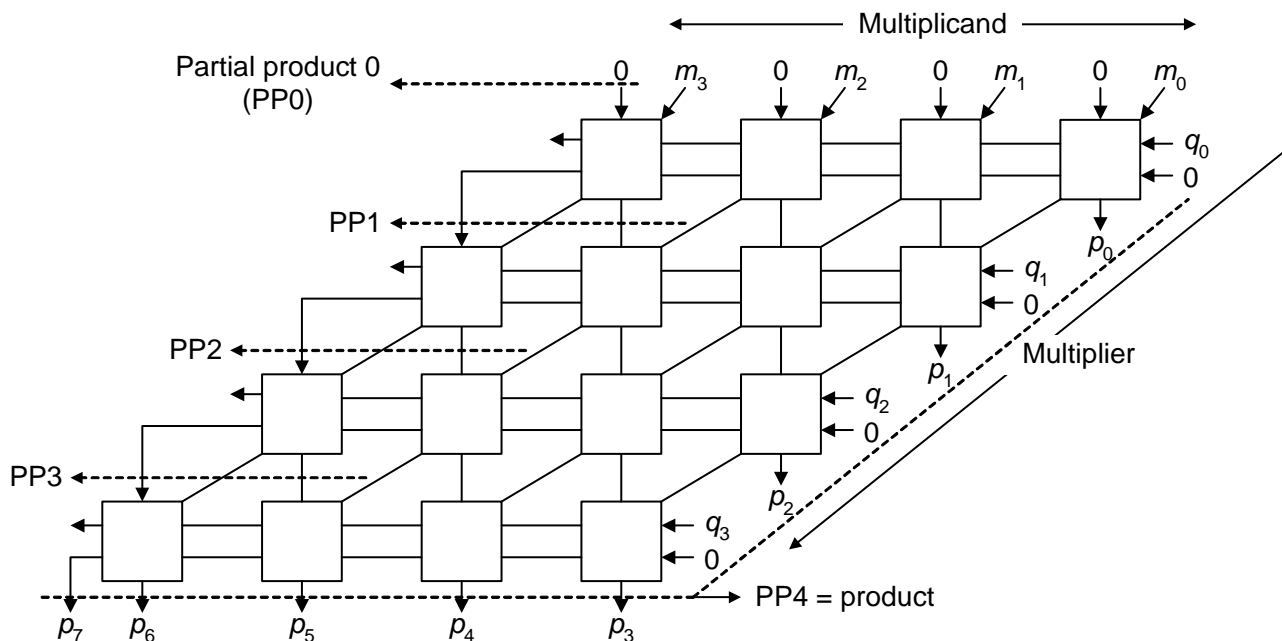 Multiplicand
Partial product 0
(PP0)
0 m₃ 0 m₂ 0 m₁ 0 m₀
q₀
0
PP1
p₀
q₁
0
PP2
p₁
Multiplier
q₂
0
PP3
p₂
q₃
0
PP4 = product
p₇ p₆ p₅ p₄ p₃